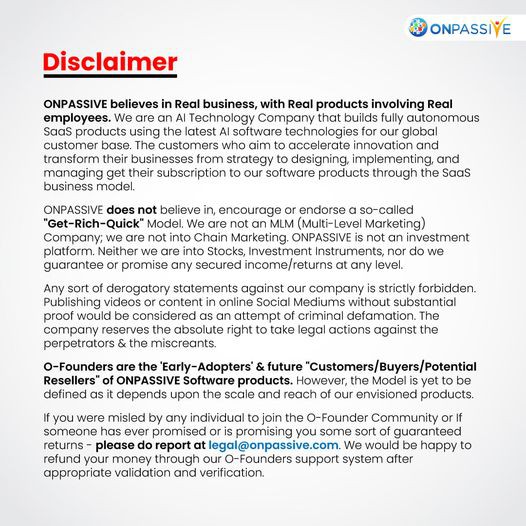 ONPASSIVE
Disclaimer
ONPASSIVE believes in Real business, with Real products involving Real
employees. We are an AI Technology Company that builds fully autonomous
SaaS products using the latest AI software technologies for our global
customer base. The customers who aim to accelerate innovation and
transform their businesses from strategy to designing, implementing, and
managing get their subscription to our software products through the SaaS
business model.
ONPASSIVE does not believe in, encourage or endorse a so-called
"Get-Rich-Quick" Model. We are not an MLM (Multi-Level Marketing)
Company; we are not into Chain Marketing. ONPASSIVE is not an investment
platform. Neither we are into Stocks, Investment Instruments, nor do we
guarantee or promise any secured income/returns at any level.
Any sort of derogatory statements against our company is strictly forbidden.
Publishing videos or content in online Social Mediums without substantial
proof would be considered as an attempt of criminal defamation. The
company reserves the absolute right to take legal actions against the
perpetrators & the miscreants.
O-Founders are the 'Early-Adopters' & future "Customers/Buyers/Potential
Resellers" of ONPASSIVE Software products. However, the Model is yet to be
defined as it depends upon the scale and reach of our envisioned products.
If you were misled by any individual to join the O-Founder Community or If
someone has ever promised or is promising you some sort of guaranteed
returns - please do report at legal@onpassive.com. We would be happy to
refund your money through our O-Founders support system after
appropriate validation and verification.